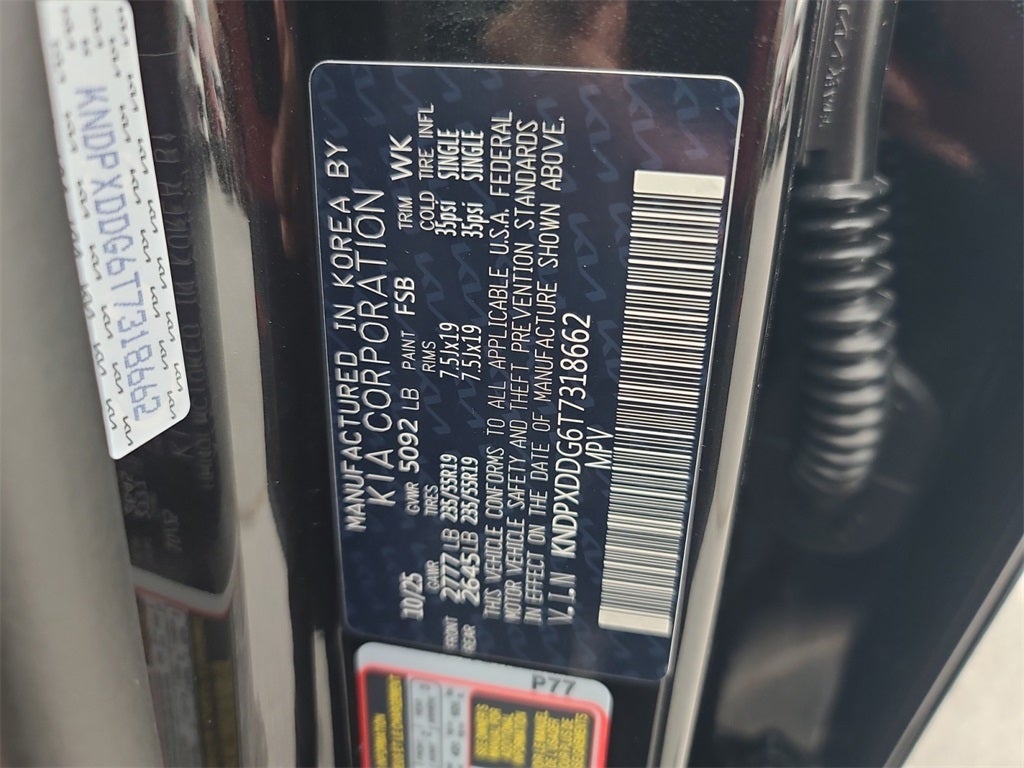 KNDPXDDG6T7318662
MANUFACTURED IN KOREA BY
KIA CORPORATION
10/25 GVWR 5092 LB PAINT FSB TRIM WK
GAWR TIRES RIMS COLD TIRE INFL
FRONT 2777 LB 235/55R19 7.5Jx19 35psi SINGLE
REAR 2645 LB 235/55R19 7.5Jx19 35psi SINGLE
THIS VEHICLE CONFORMS TO ALL APPLICABLE U.S.A. FEDERAL
MOTOR VEHICLE SAFETY AND THEFT PREVENTION STANDARDS
IN EFFECT ON THE DATE OF MANUFACTURE SHOWN ABOVE.
V.I.N KNDPXDDG6T7318662
MPV
P77